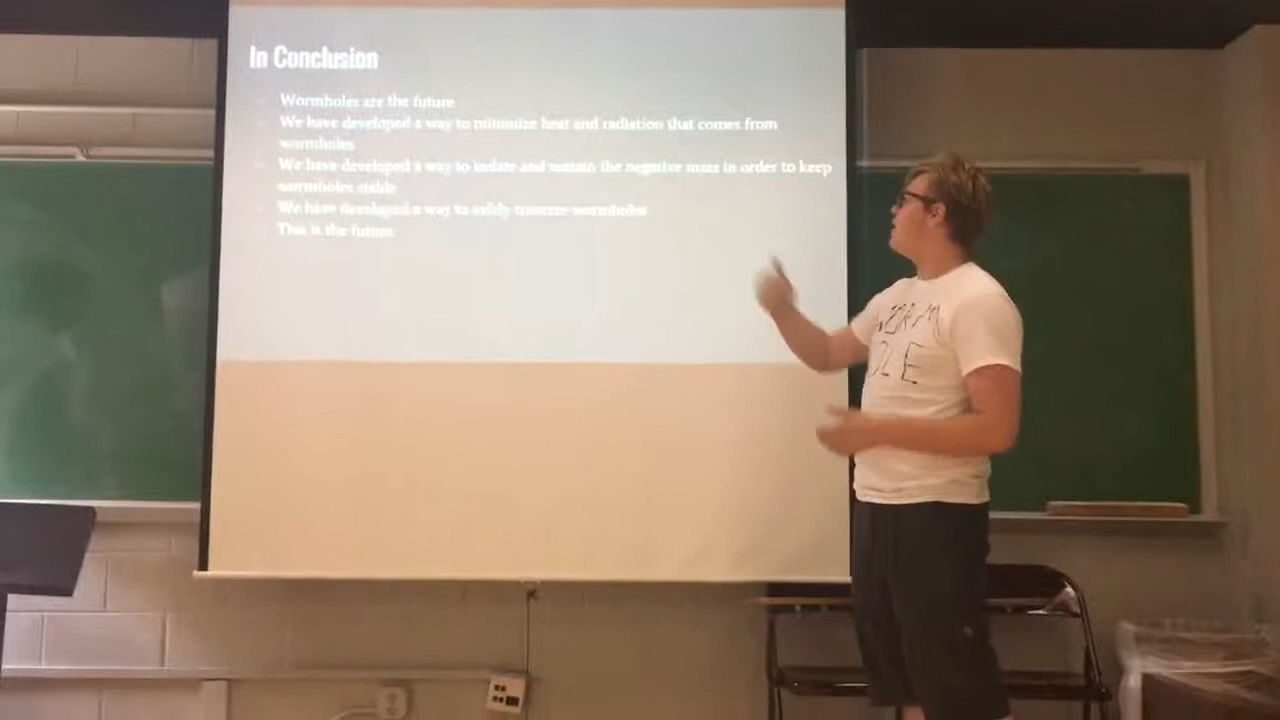 In Conclusion
Wormholes are the future
We have developed a way to minimize heat and radiation that comes from
wormholes
We have developed a way to isolate and sustain the negative mass in order to keep
wormholes stable
We have developed a way to safely traverse wormholes
This is the future
WORM
OLE